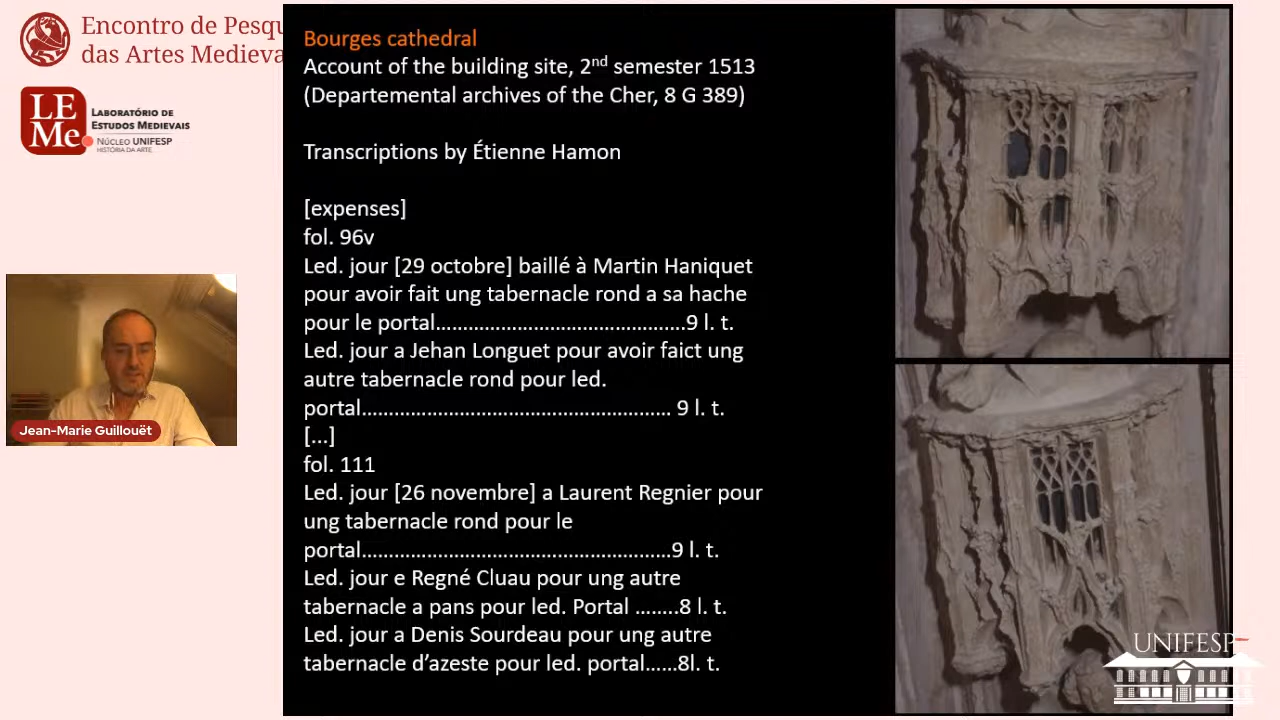 Encontro de Pesqu
das Artes Medieva
LE
Me
LABORATÓRIO DE
ESTUDOS MEDIEVAIS
NÚCLEO UNIFESP
HISTÓRIA DA ARTE
Jean-Marie Guillouët
Bourges cathedral
Account of the building site, 2nd semester 1513
(Departemental archives of the Cher, 8 G 389)
Transcriptions by Étienne Hamon
[expenses]
fol. 96v
Led. jour [29 octobre] baillé à Martin Haniquet
pour avoir fait ung tabernacle rond a sa hache
pour le portal...............................................9 l. t.
Led. jour a Jehan Longuet pour avoir faict ung
autre tabernacle rond pour led.
portal.......................................................... 9 l. t.
[...]
fol. 111
Led. jour [26 novembre] a Laurent Regnier pour
ung tabernacle rond pour le
portal..........................................................9 l. t.
Led. jour e Regné Cluau pour ung autre
tabernacle a pans pour led. Portal ........8 l. t.
Led. jour a Denis Sourdeau pour ung autre
tabernacle d’azeste pour led. portal......8l. t.
UNIFESP